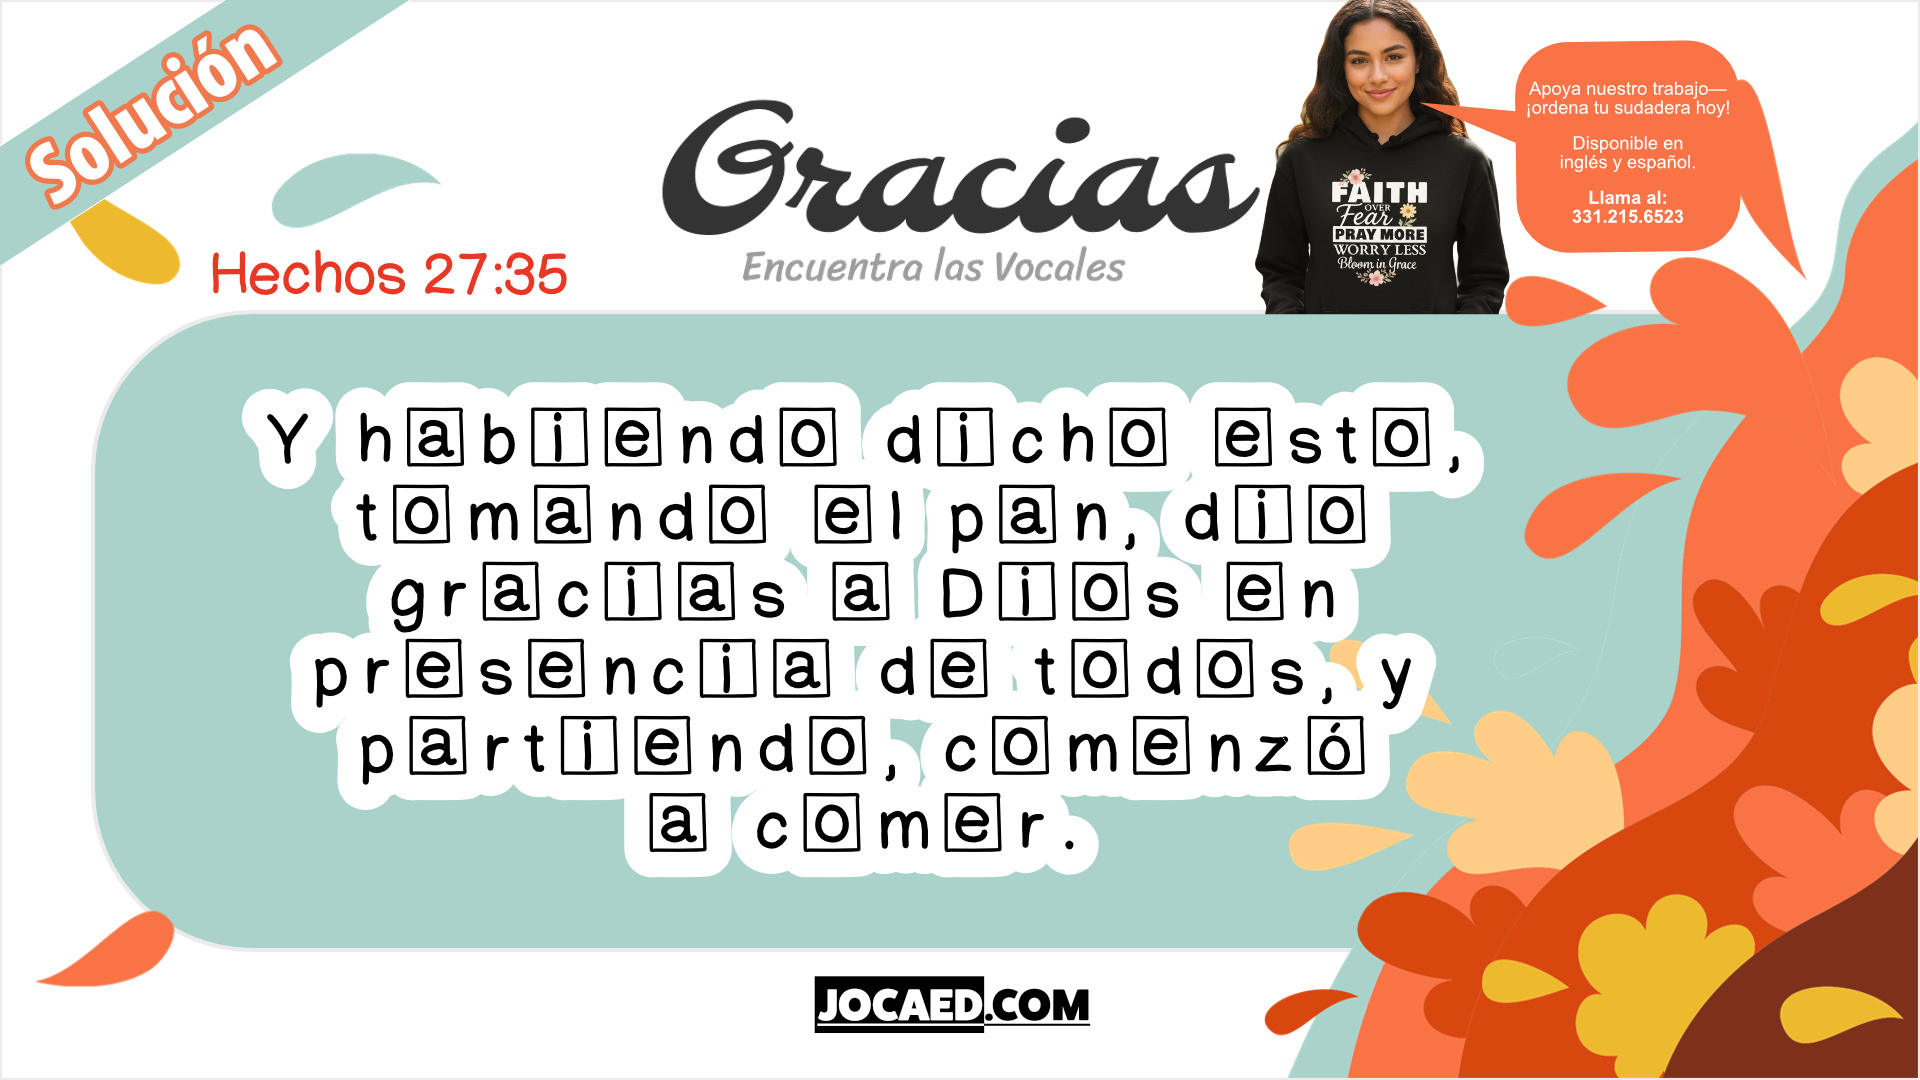 Solución
Gracias
Encuentra las Vocales
Hechos 27:35
Apoya nuestro trabajo—
¡ordena tu sudadera hoy!
Disponible en
inglés y español.
Llama al:
331.215.6523
FAITH
OVER
Fear
PRAY MORE
WORRY LESS
Bloom in Grace
Y habiendo dicho esto,
tomando el pan, dio
gracias a Dios en
presencia de todos, y
partiendo, comenzó
a comer.
JOCAED.COM